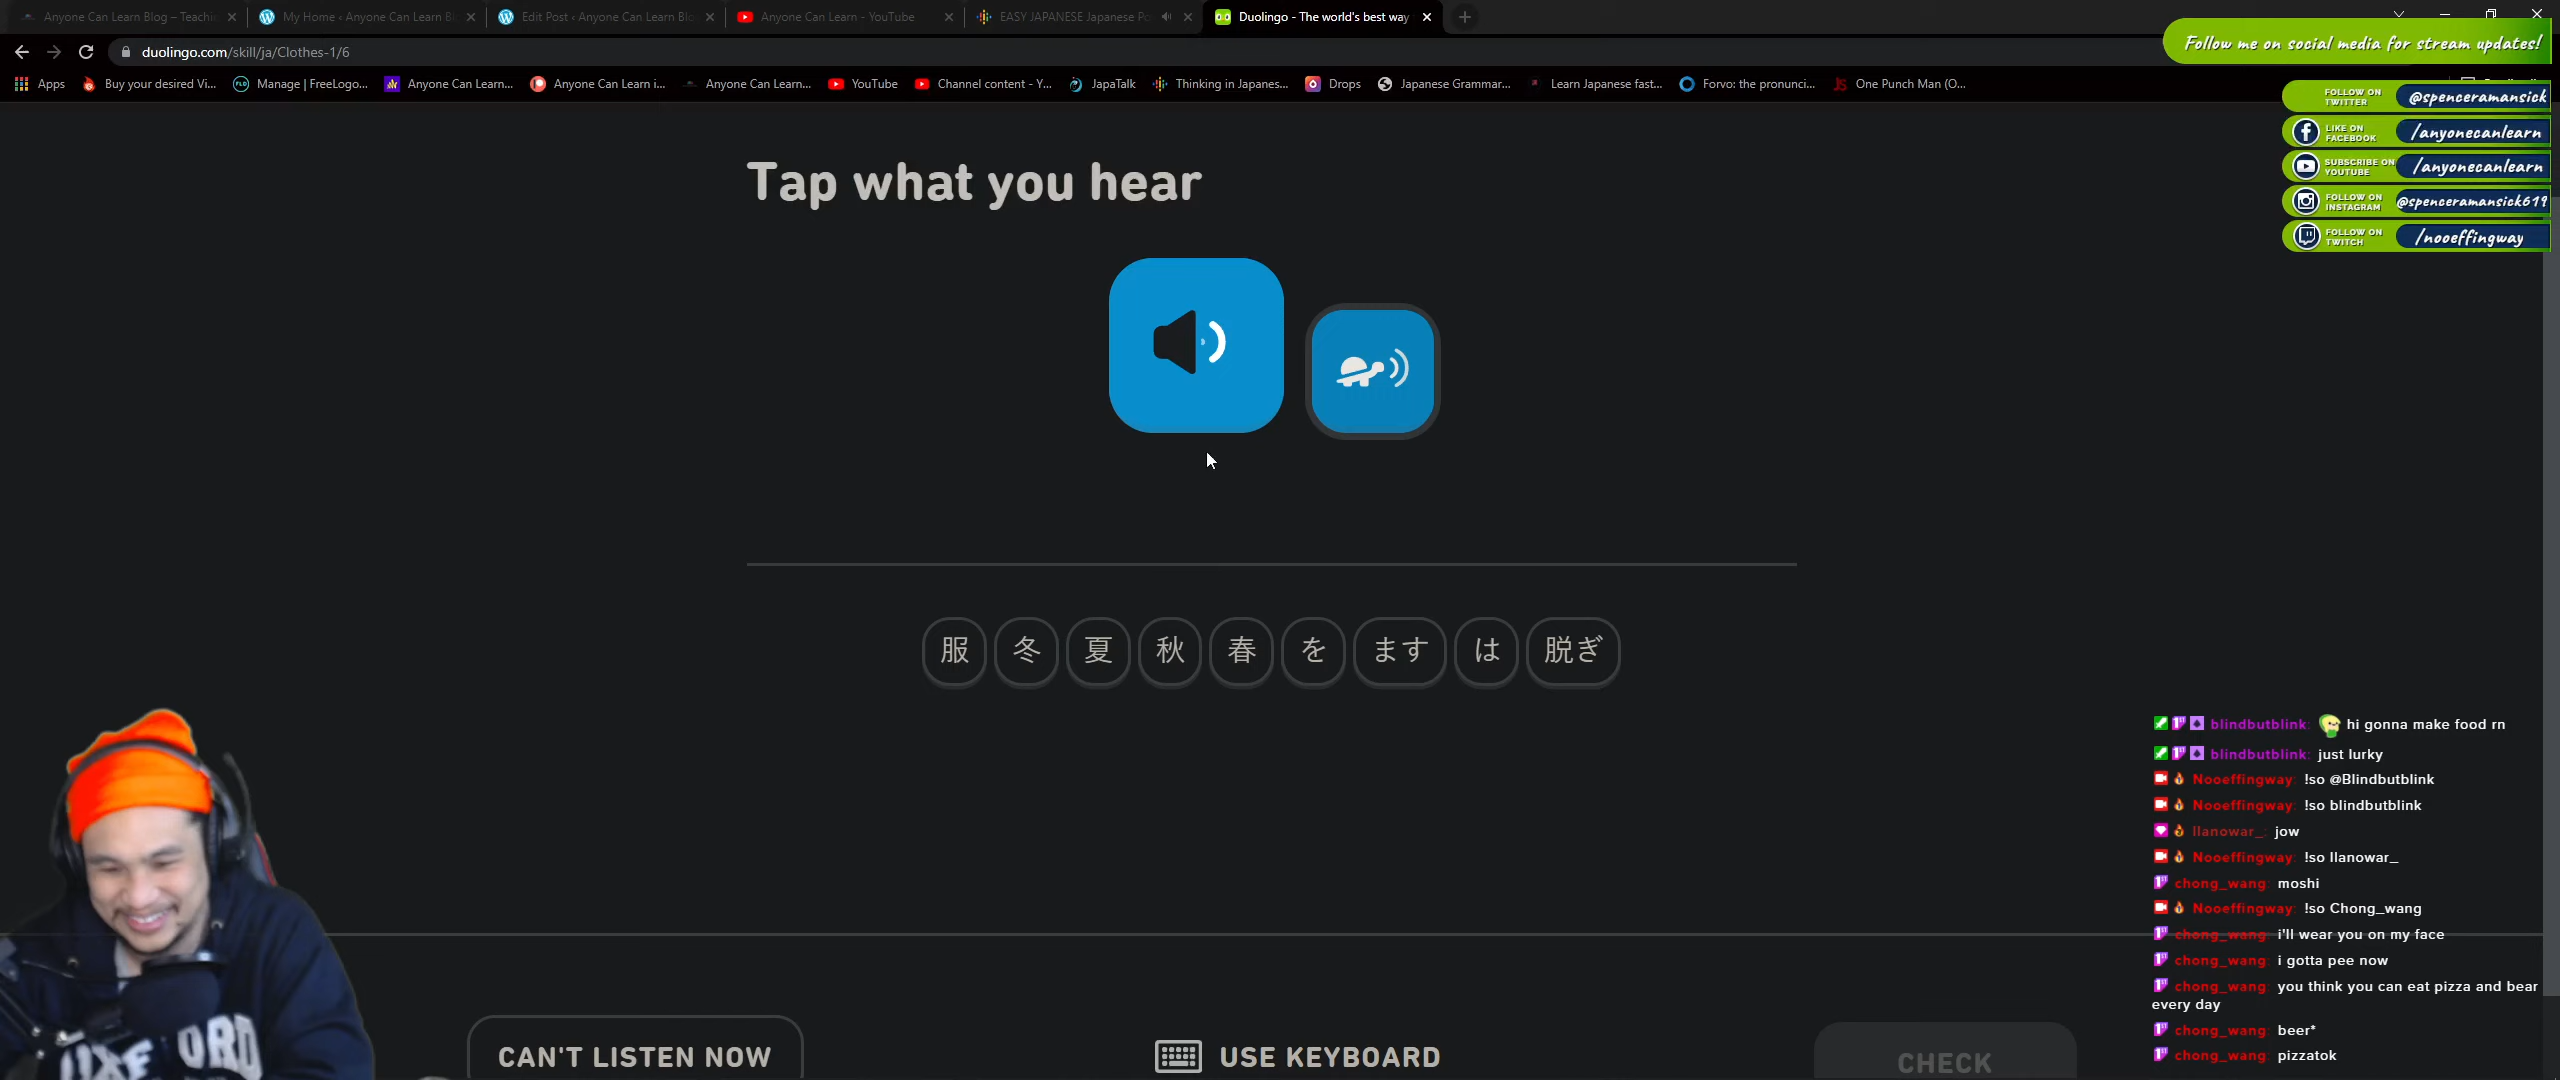 Anyone Can Learn Blog – Teachi
My Home ‹ Anyone Can Learn Bl
Edit Post ‹ Anyone Can Learn Blo
Anyone Can Learn - YouTube
EASY JAPANESE Japanese Po
Duolingo - The world's best way
duolingo.com/skill/ja/Clothes-1/6
Follow me on social media for stream updates!
Apps
Buy your desired Vi...
Manage | FreeLogo...
Anyone Can Learn...
Anyone Can Learn i...
Anyone Can Learn...
YouTube
Channel content - Y...
JapaTalk
Thinking in Japanes...
Drops
Japanese Grammar...
Learn Japanese fast...
Forvo: the pronunci...
One Punch Man (O...
FOLLOW ON TWITTER @spenceramansick
LIKE ON FACEBOOK /anyonecanlearn
SUBSCRIBE ON YOUTUBE /anyonecanlearn
FOLLOW ON INSTAGRAM @spenceramansick619
FOLLOW ON TWITCH /nooeffingway
Tap what you hear
服 冬 夏 秋 春 を ます は 脱ぎ
blindbutblink: hi gonna make food rn
blindbutblink: just lurky
Nooeffingway: !so @Blindbutblink
Nooeffingway: !so blindbutblink
llanowar_: jow
Nooeffingway: !so llanowar_
chong_wang: moshi
Nooeffingway: !so Chong_wang
chong_wang: i'll wear you on my face
chong_wang: i gotta pee now
chong_wang: you think you can eat pizza and bear
every day
chong_wang: beer*
chong_wang: pizzatok
CAN'T LISTEN NOW
USE KEYBOARD
CHECK